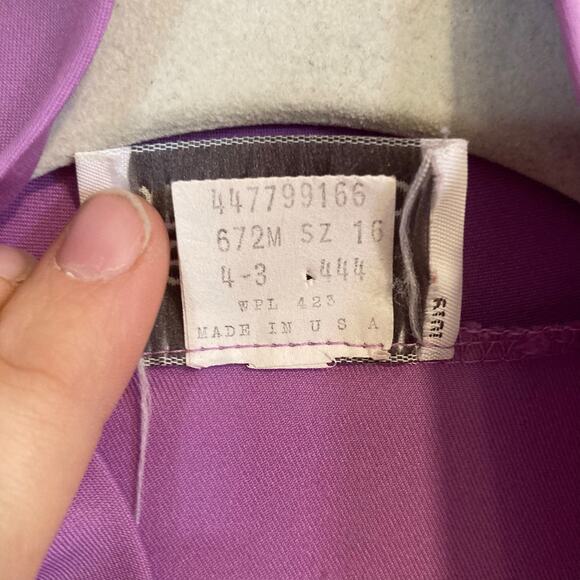 447799166
672M SZ 16
4-3 444
WPL 423
MADE IN U S A